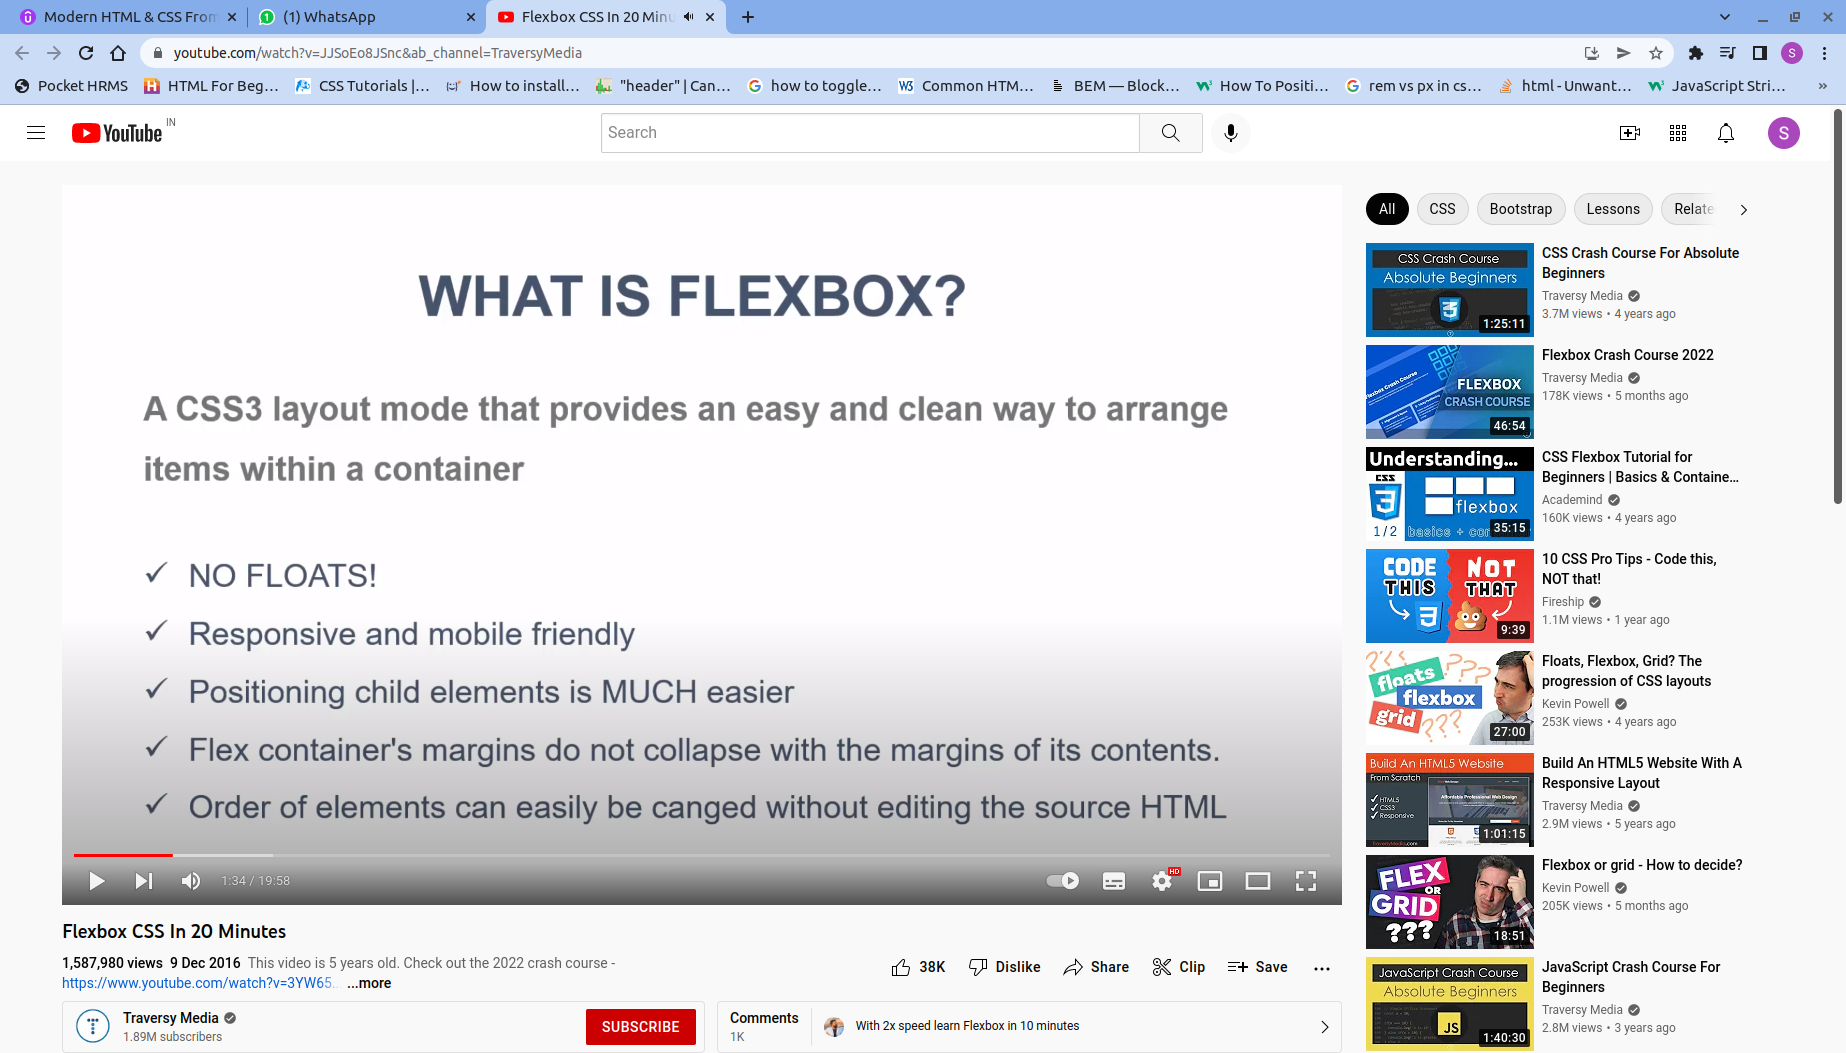 Modern HTML & CSS From
(1) WhatsApp
Flexbox CSS In 20 Minu
youtube.com/watch?v=JJSoEo8JSnc&ab_channel=TraversyMedia
S
Pocket HRMS
HTML For Beg...
CSS Tutorials |...
How to install...
"header" | Can...
how to toggle...
Common HTM...
BEM — Block...
How To Positi...
rem vs px in cs...
html - Unwant...
JavaScript Stri...
»
YouTube IN
Search
S
WHAT IS FLEXBOX?
A CSS3 layout mode that provides an easy and clean way to arrange
items within a container
✓ NO FLOATS!
✓ Responsive and mobile friendly
✓ Positioning child elements is MUCH easier
✓ Flex container's margins do not collapse with the margins of its contents.
✓ Order of elements can easily be canged without editing the source HTML
1:34 / 19:58
HD
Flexbox CSS In 20 Minutes
1,587,980 views 9 Dec 2016 This video is 5 years old. Check out the 2022 crash course -
https://www.youtube.com/watch?v=3YW65... ...more
38K
Dislike
Share
Clip
Save
Traversy Media
1.89M subscribers
SUBSCRIBE
Comments
1K
With 2x speed learn Flexbox in 10 minutes
All
CSS
Bootstrap
Lessons
Relate
CSS Crash Course
Absolute Beginners
1:25:11
CSS Crash Course For Absolute
Beginners
Traversy Media
3.7M views • 4 years ago
Flexbox Crash Course
FLEXBOX
CRASH COURSE
46:54
Flexbox Crash Course 2022
Traversy Media
178K views • 5 months ago
Understanding...
CSS
3
flexbox
1/2
basics + con
35:15
CSS Flexbox Tutorial for
Beginners | Basics & Containe...
Academind
160K views • 4 years ago
CODE
THIS
NOT
THAT
9:39
10 CSS Pro Tips - Code this,
NOT that!
Fireship
1.1M views • 1 year ago
???
???
floats
flexbox
grid
???
27:00
Floats, Flexbox, Grid? The
progression of CSS layouts
Kevin Powell
253K views • 4 years ago
Build An HTML5 Website
From Scratch
✓ HTML5
✓ CSS3
✓ Responsive
Affordable Professional Web Design
1:01:15
Build An HTML5 Website With A
Responsive Layout
Traversy Media
2.9M views • 5 years ago
FLEX
OR
GRID
???
18:51
Flexbox or grid - How to decide?
Kevin Powell
205K views • 5 months ago
JavaScript Crash Course
Absolute Beginners
JS
1:40:30
JavaScript Crash Course For
Beginners
Traversy Media
2.8M views • 3 years ago